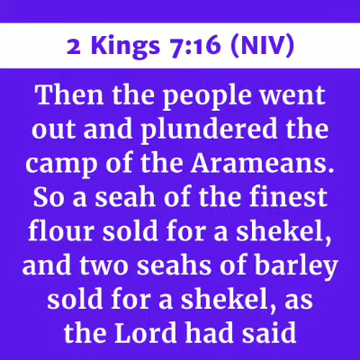 2 Kings 7:16 (NIV)
Then the people went
out and plundered the
camp of the Arameans.
So a seah of the finest
flour sold for a shekel,
and two seahs of barley
sold for a shekel, as
the Lord had said